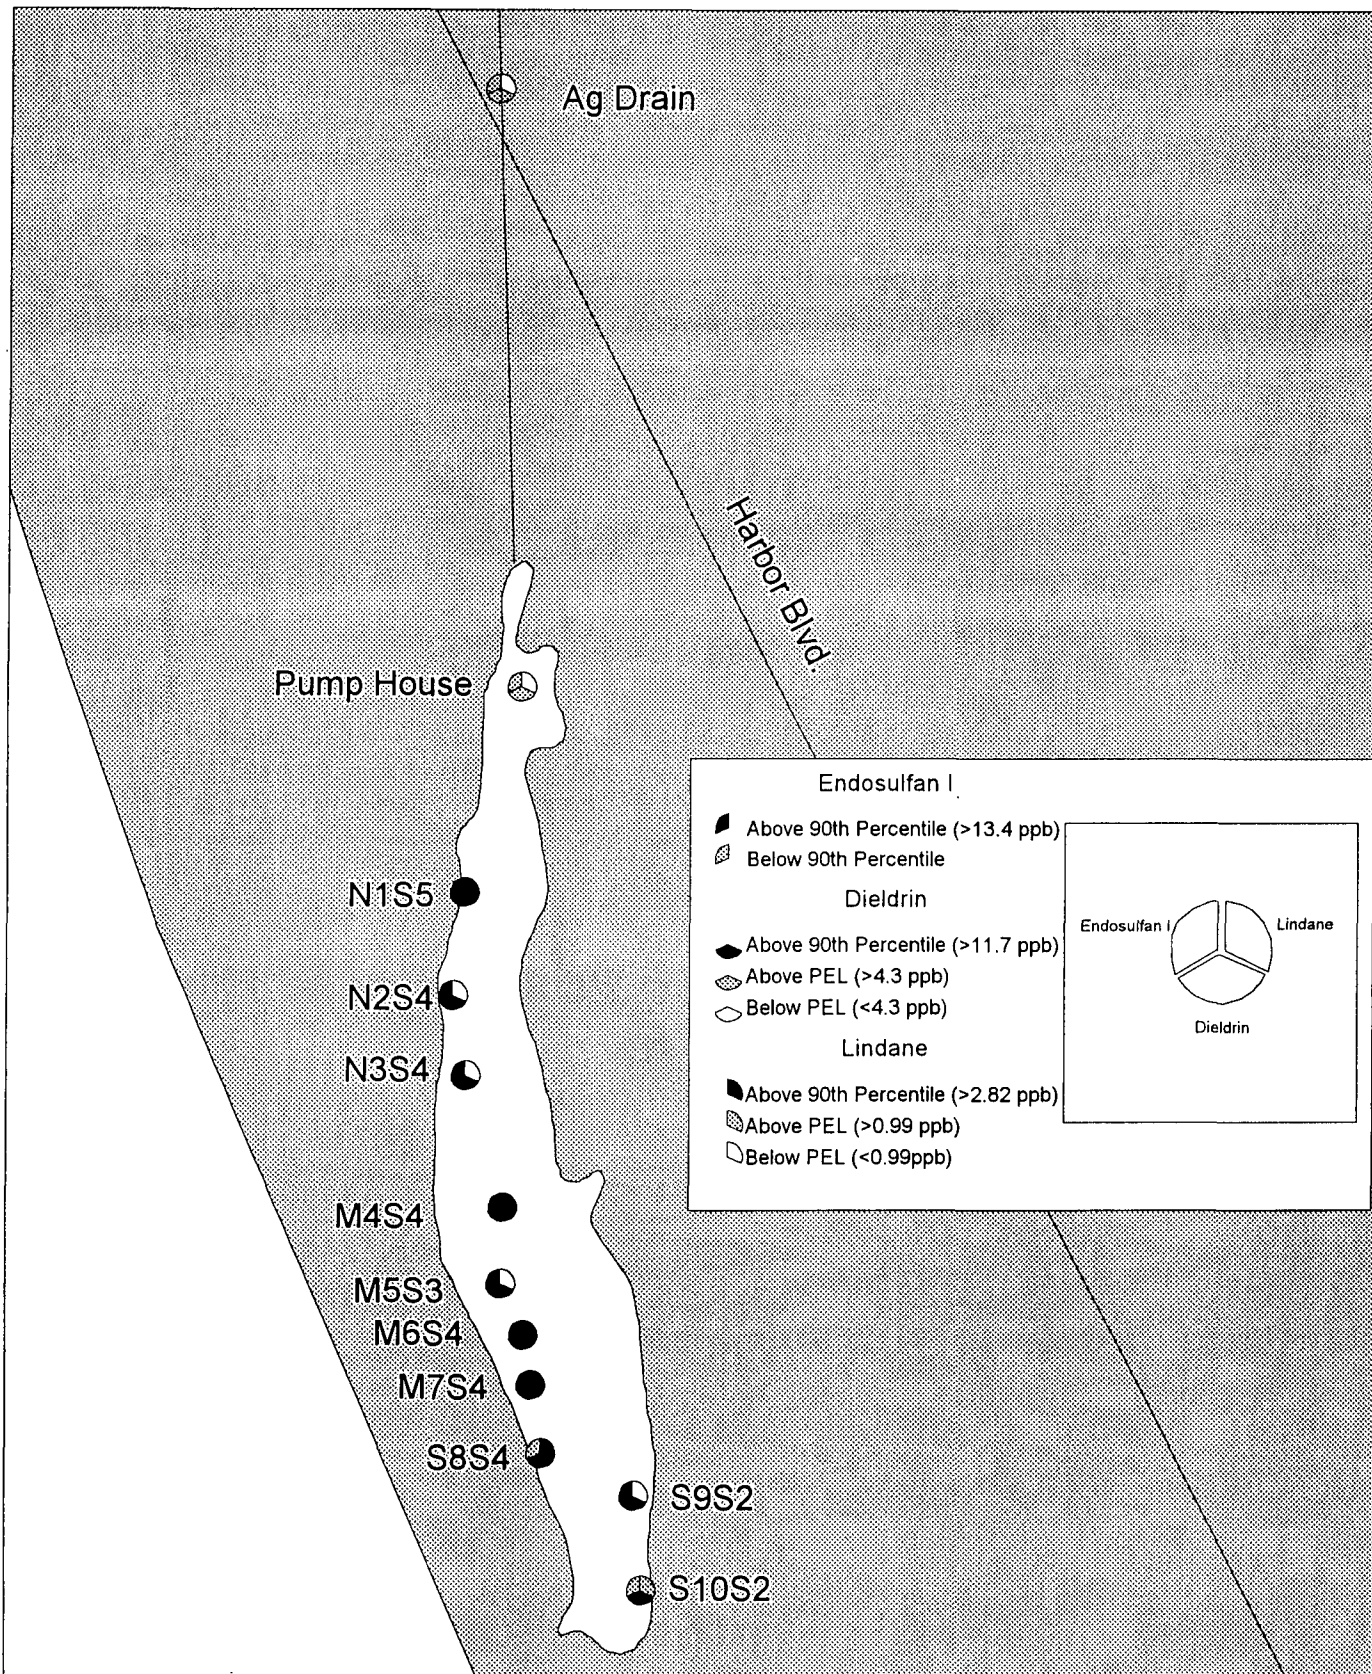 Ag Drain
Harbor Blvd.
Pump House
Endosulfan I
Above 90th Percentile (>13.4 ppb)
Below 90th Percentile
Dieldrin
Above 90th Percentile (>11.7 ppb)
Above PEL (>4.3 ppb)
Below PEL (<4.3 ppb)
Lindane
Above 90th Percentile (>2.82 ppb)
Above PEL (>0.99 ppb)
Below PEL (<0.99ppb)
Endosulfan I
Lindane
Dieldrin
N1S5
N2S4
N3S4
M4S4
M5S3
M6S4
M7S4
S8S4
S9S2
S10S2